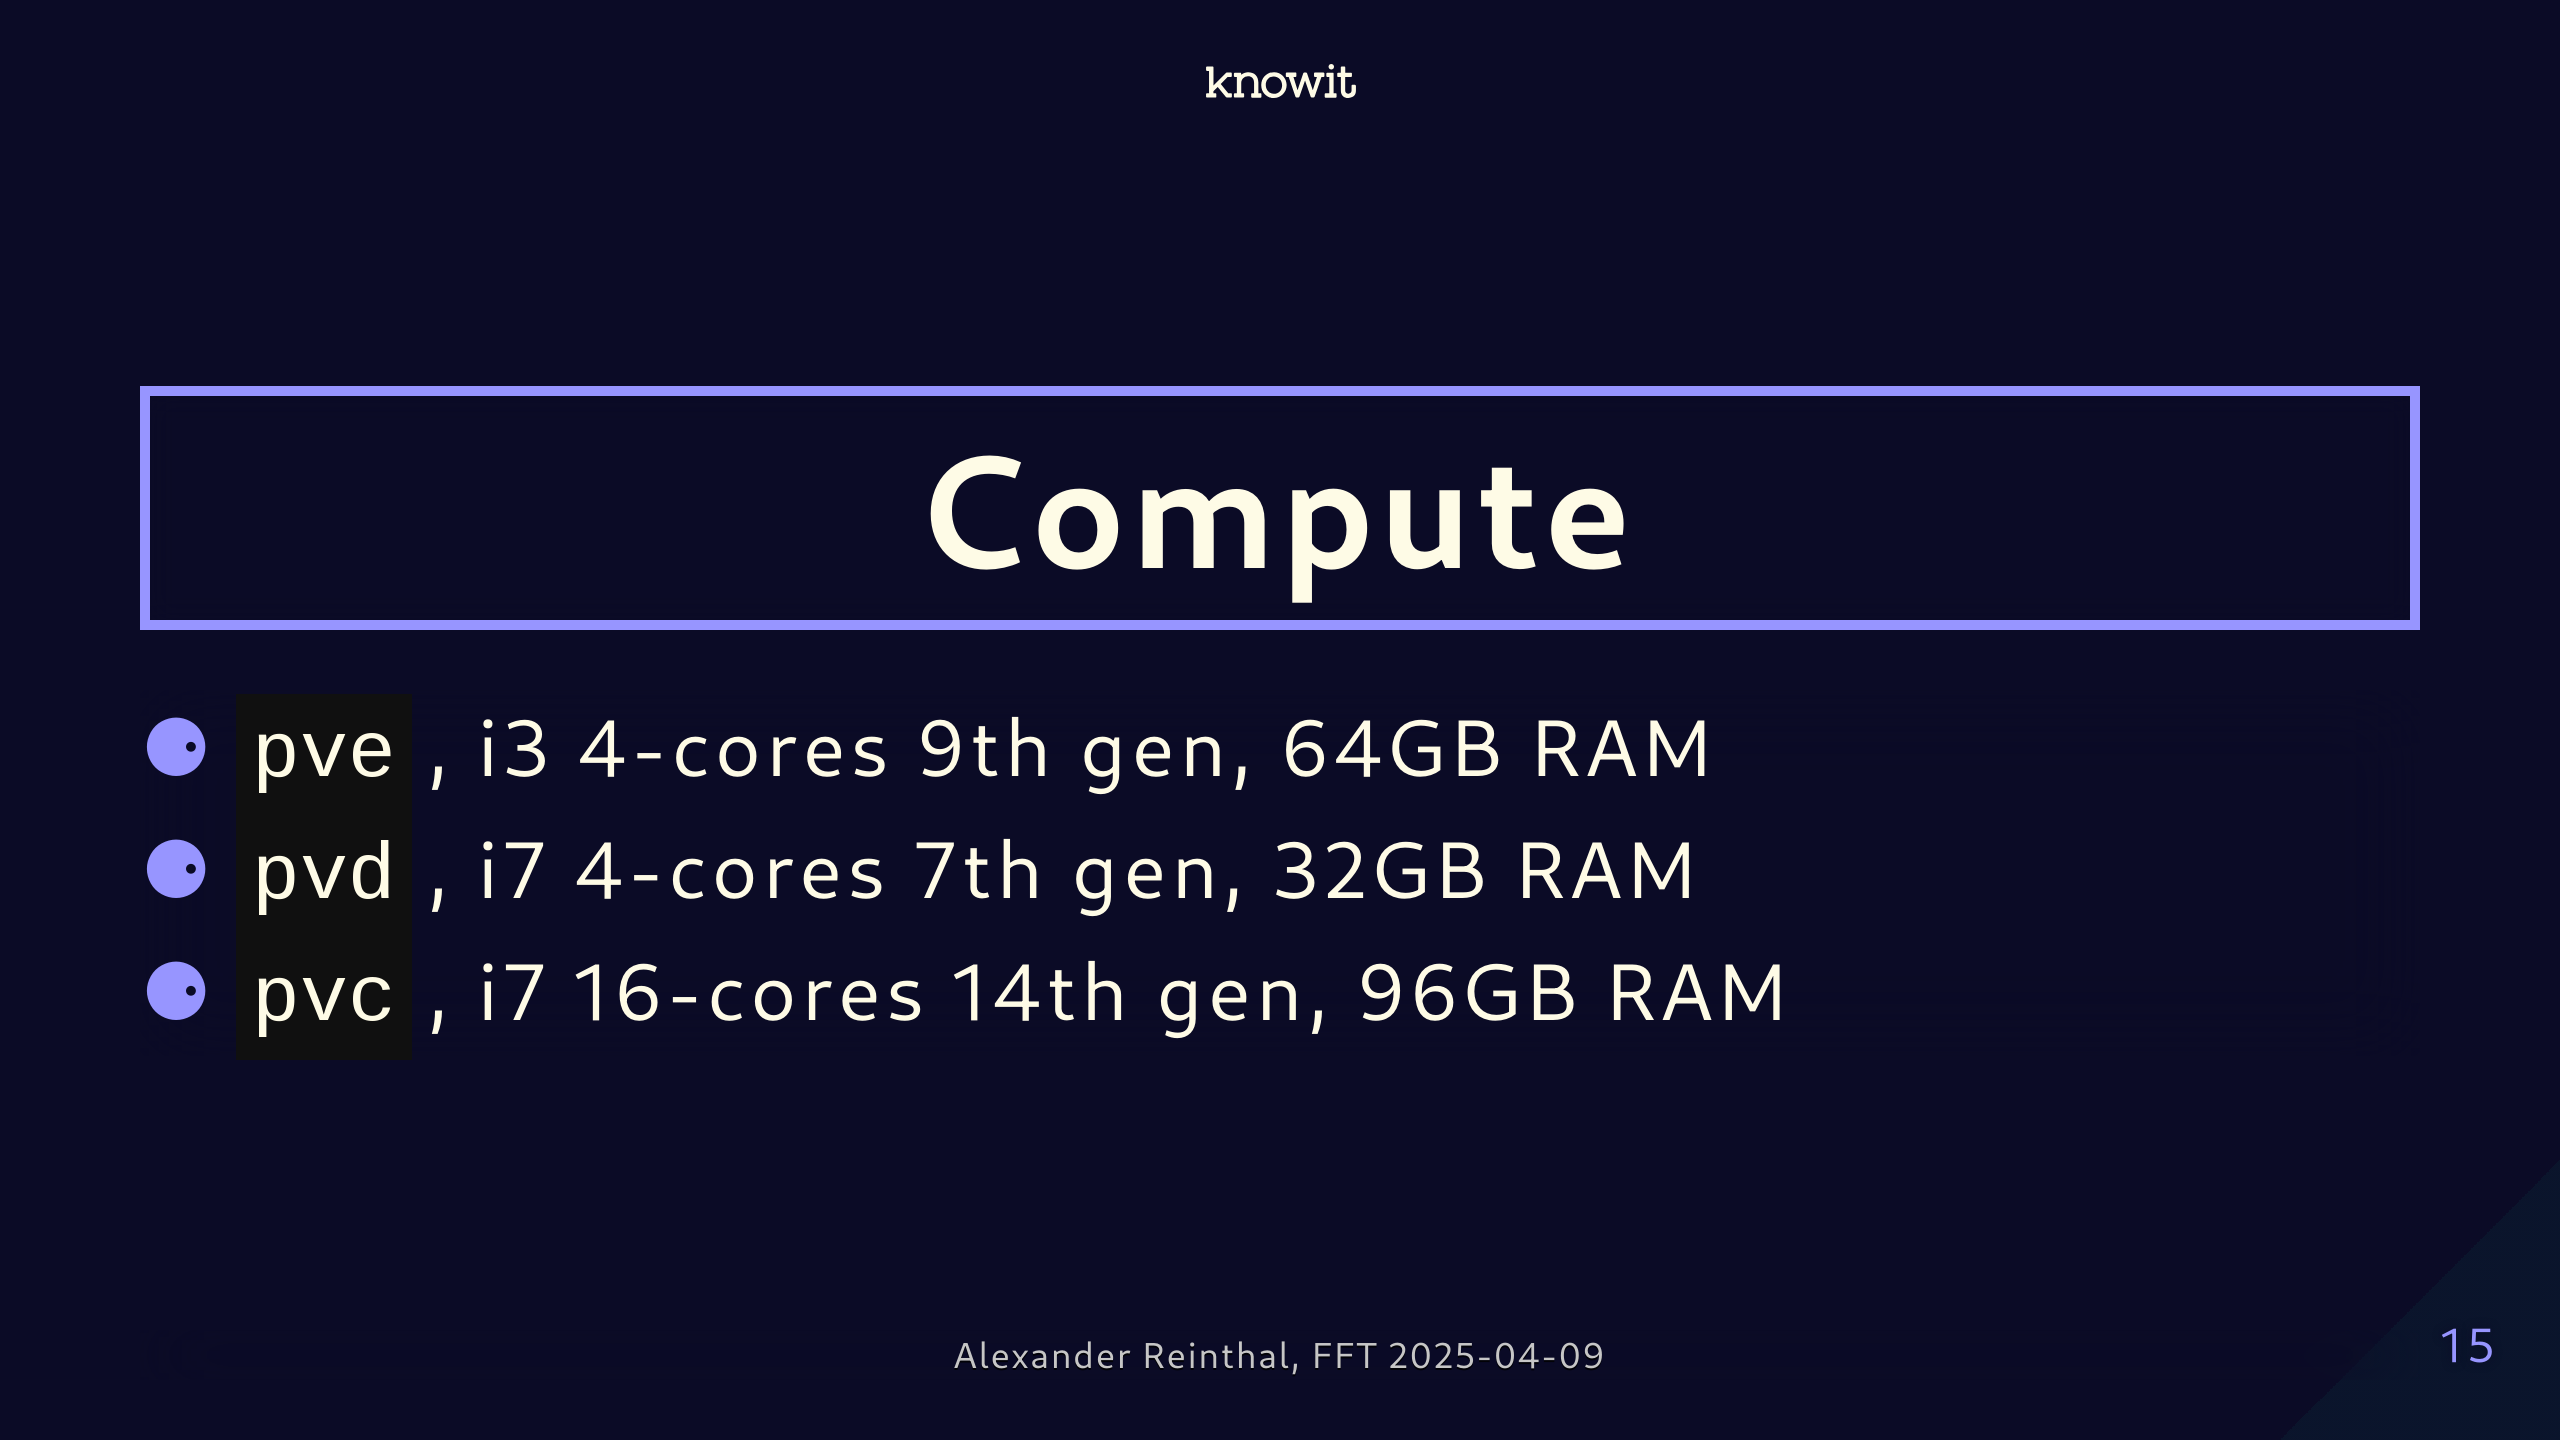 knowit
Compute
pve , i3 4-cores 9th gen, 64GB RAM
pvd , i7 4-cores 7th gen, 32GB RAM
pvc , i7 16-cores 14th gen, 96GB RAM
Alexander Reinthal, FFT 2025-04-09
15